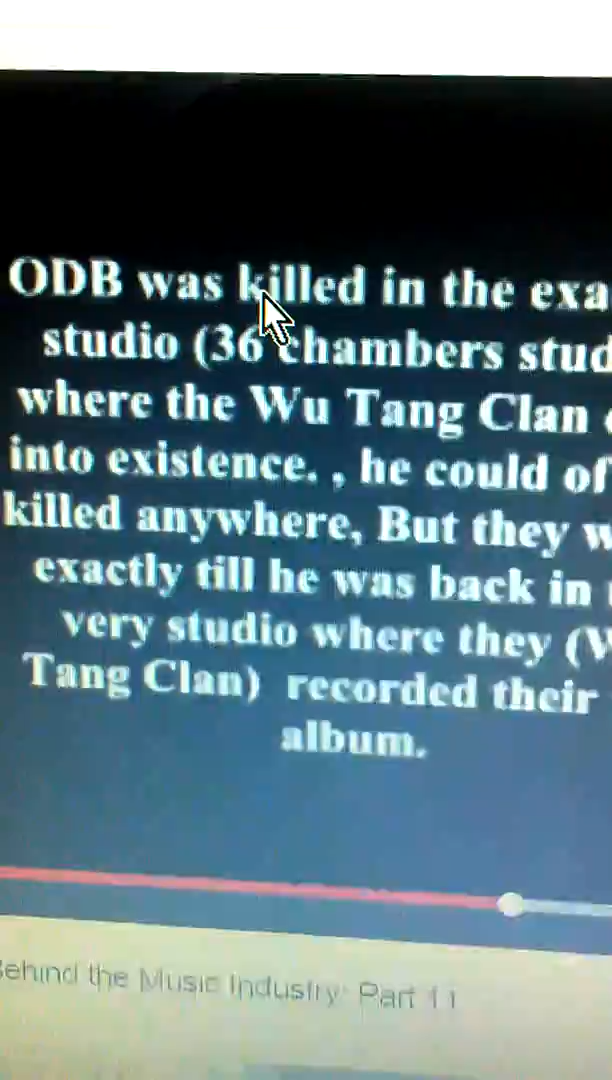 ODB was killed in the exa
studio (36 chambers stud
where the Wu Tang Clan
into existence. , he could of
killed anywhere, But they w
exactly till he was back in
very studio where they (W
Tang Clan) recorded their
album.
Behind the Music Industry: Part 11